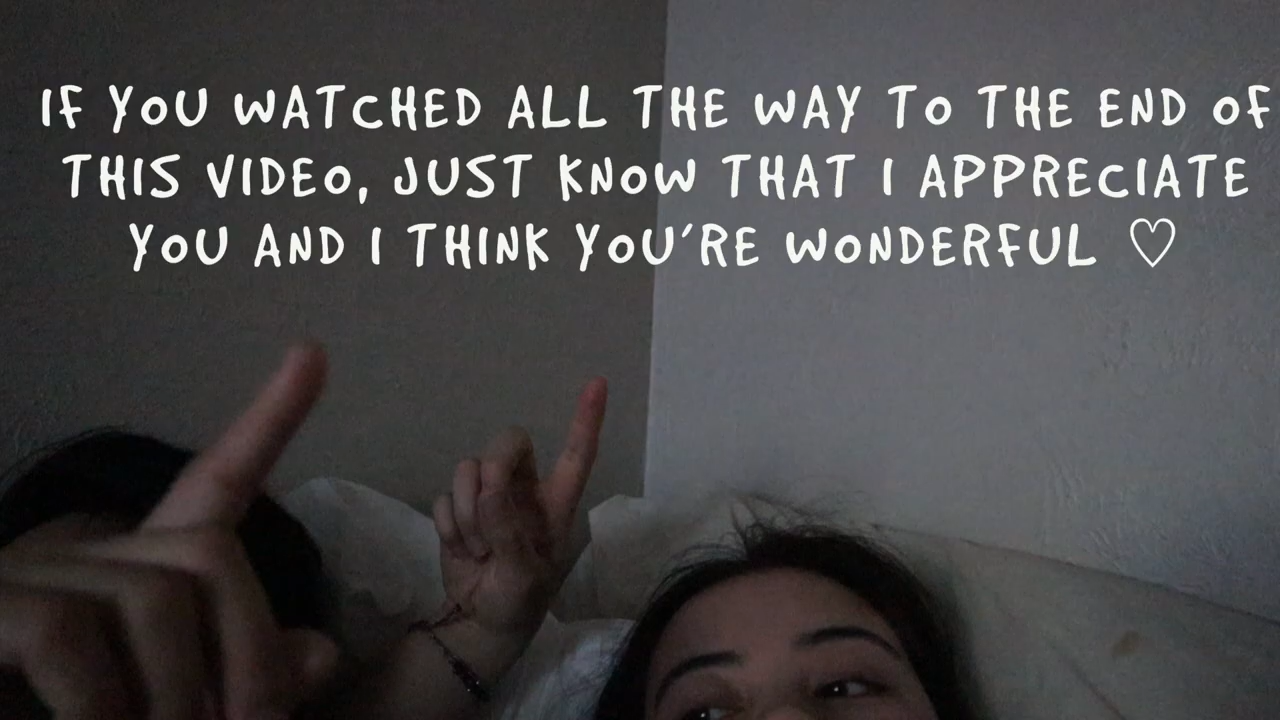 IF YOU WATCHED ALL THE WAY TO THE END OF
THIS VIDEO, JUST KNOW THAT I APPRECIATE
YOU AND I THINK YOU'RE WONDERFUL ♡